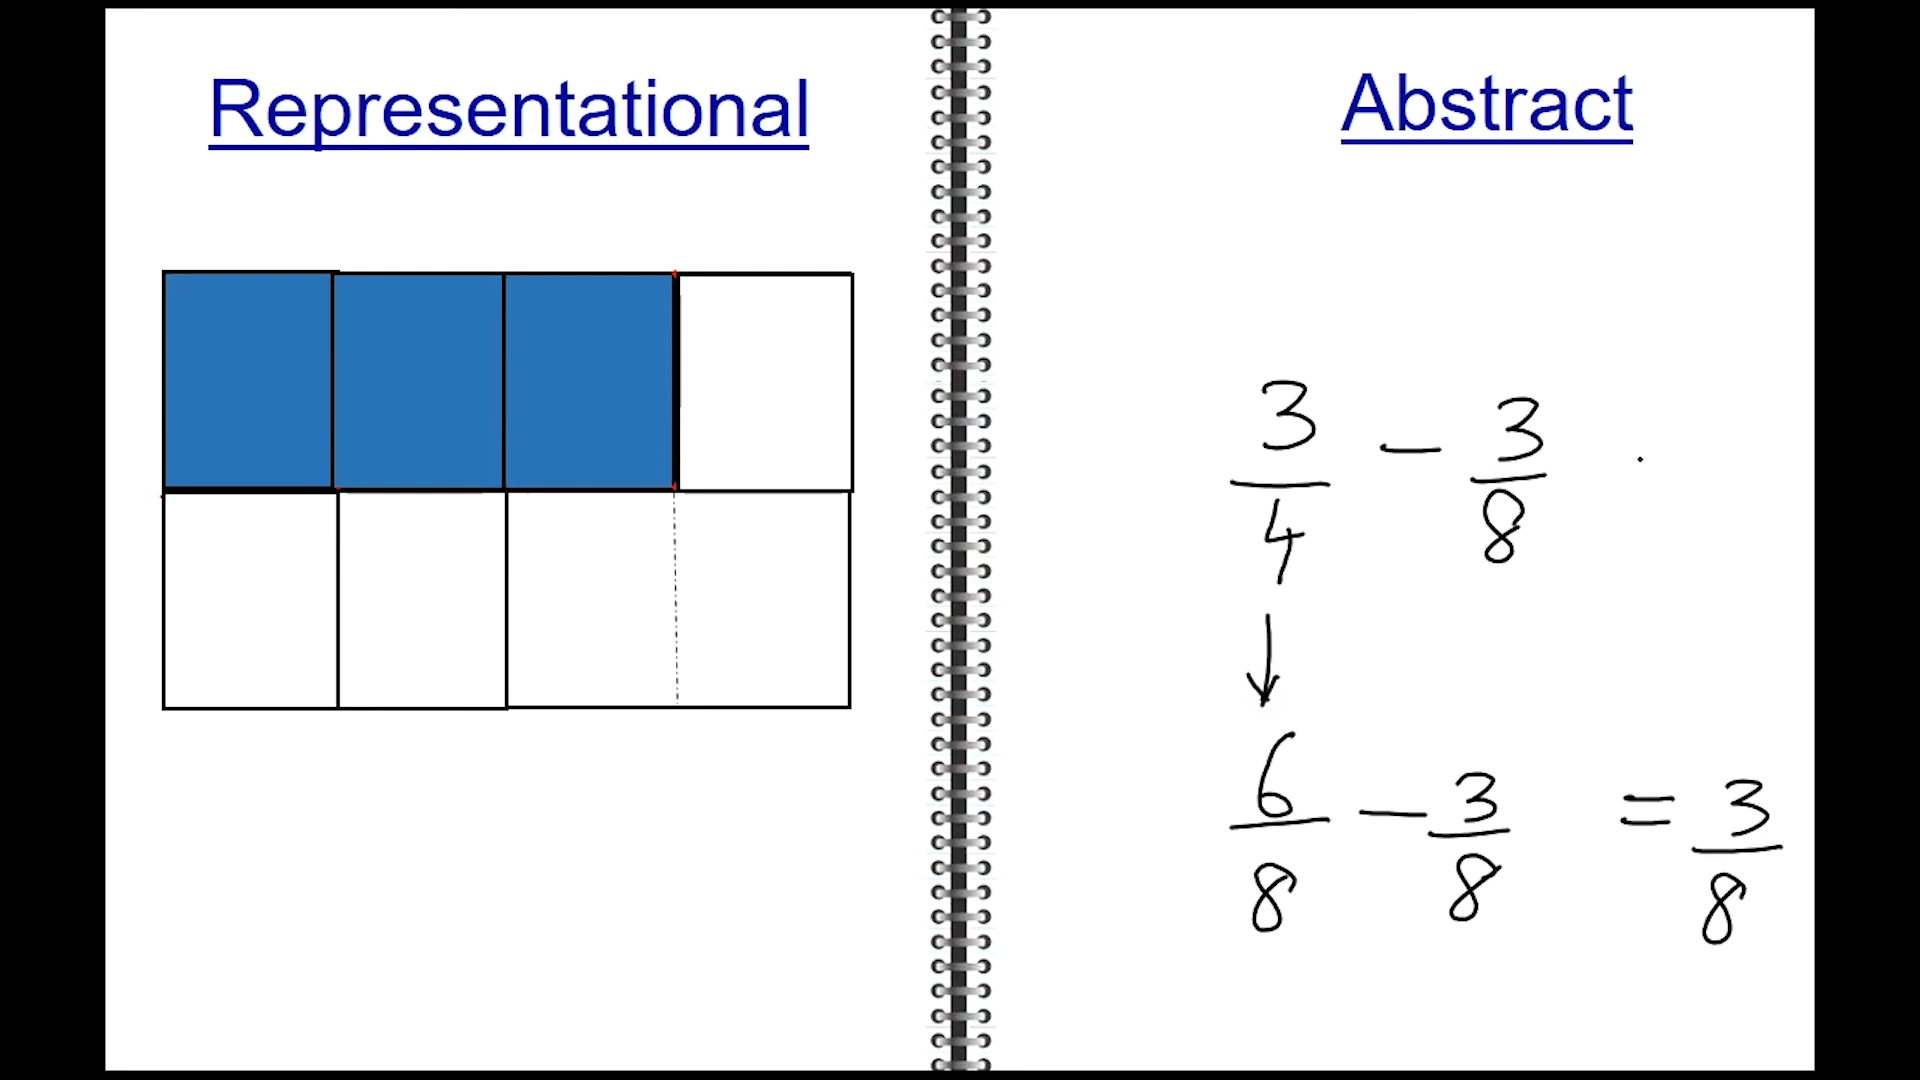 Representational
Abstract
3/4 - 3/8
6/8 - 3/8 = 3/8